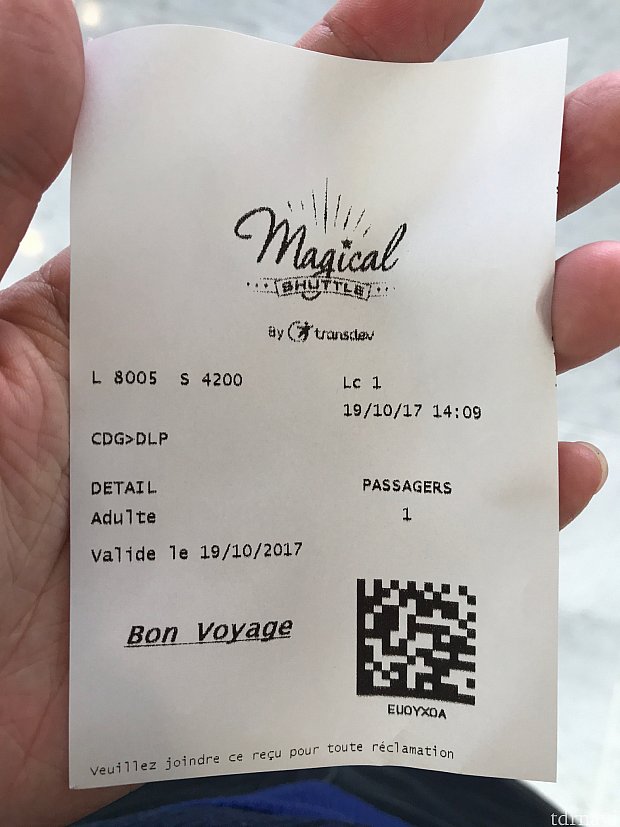 Magical
SHUTTLE
By transdev
L 8005 S 4200 Lc 1
19/10/17 14:09
CDG>DLP
DETAIL PASSAGERS
Adulte 1
Valide le 19/10/2017
Bon Voyage
EUOYXOA
Veuillez joindre ce reçu pour toute réclamation